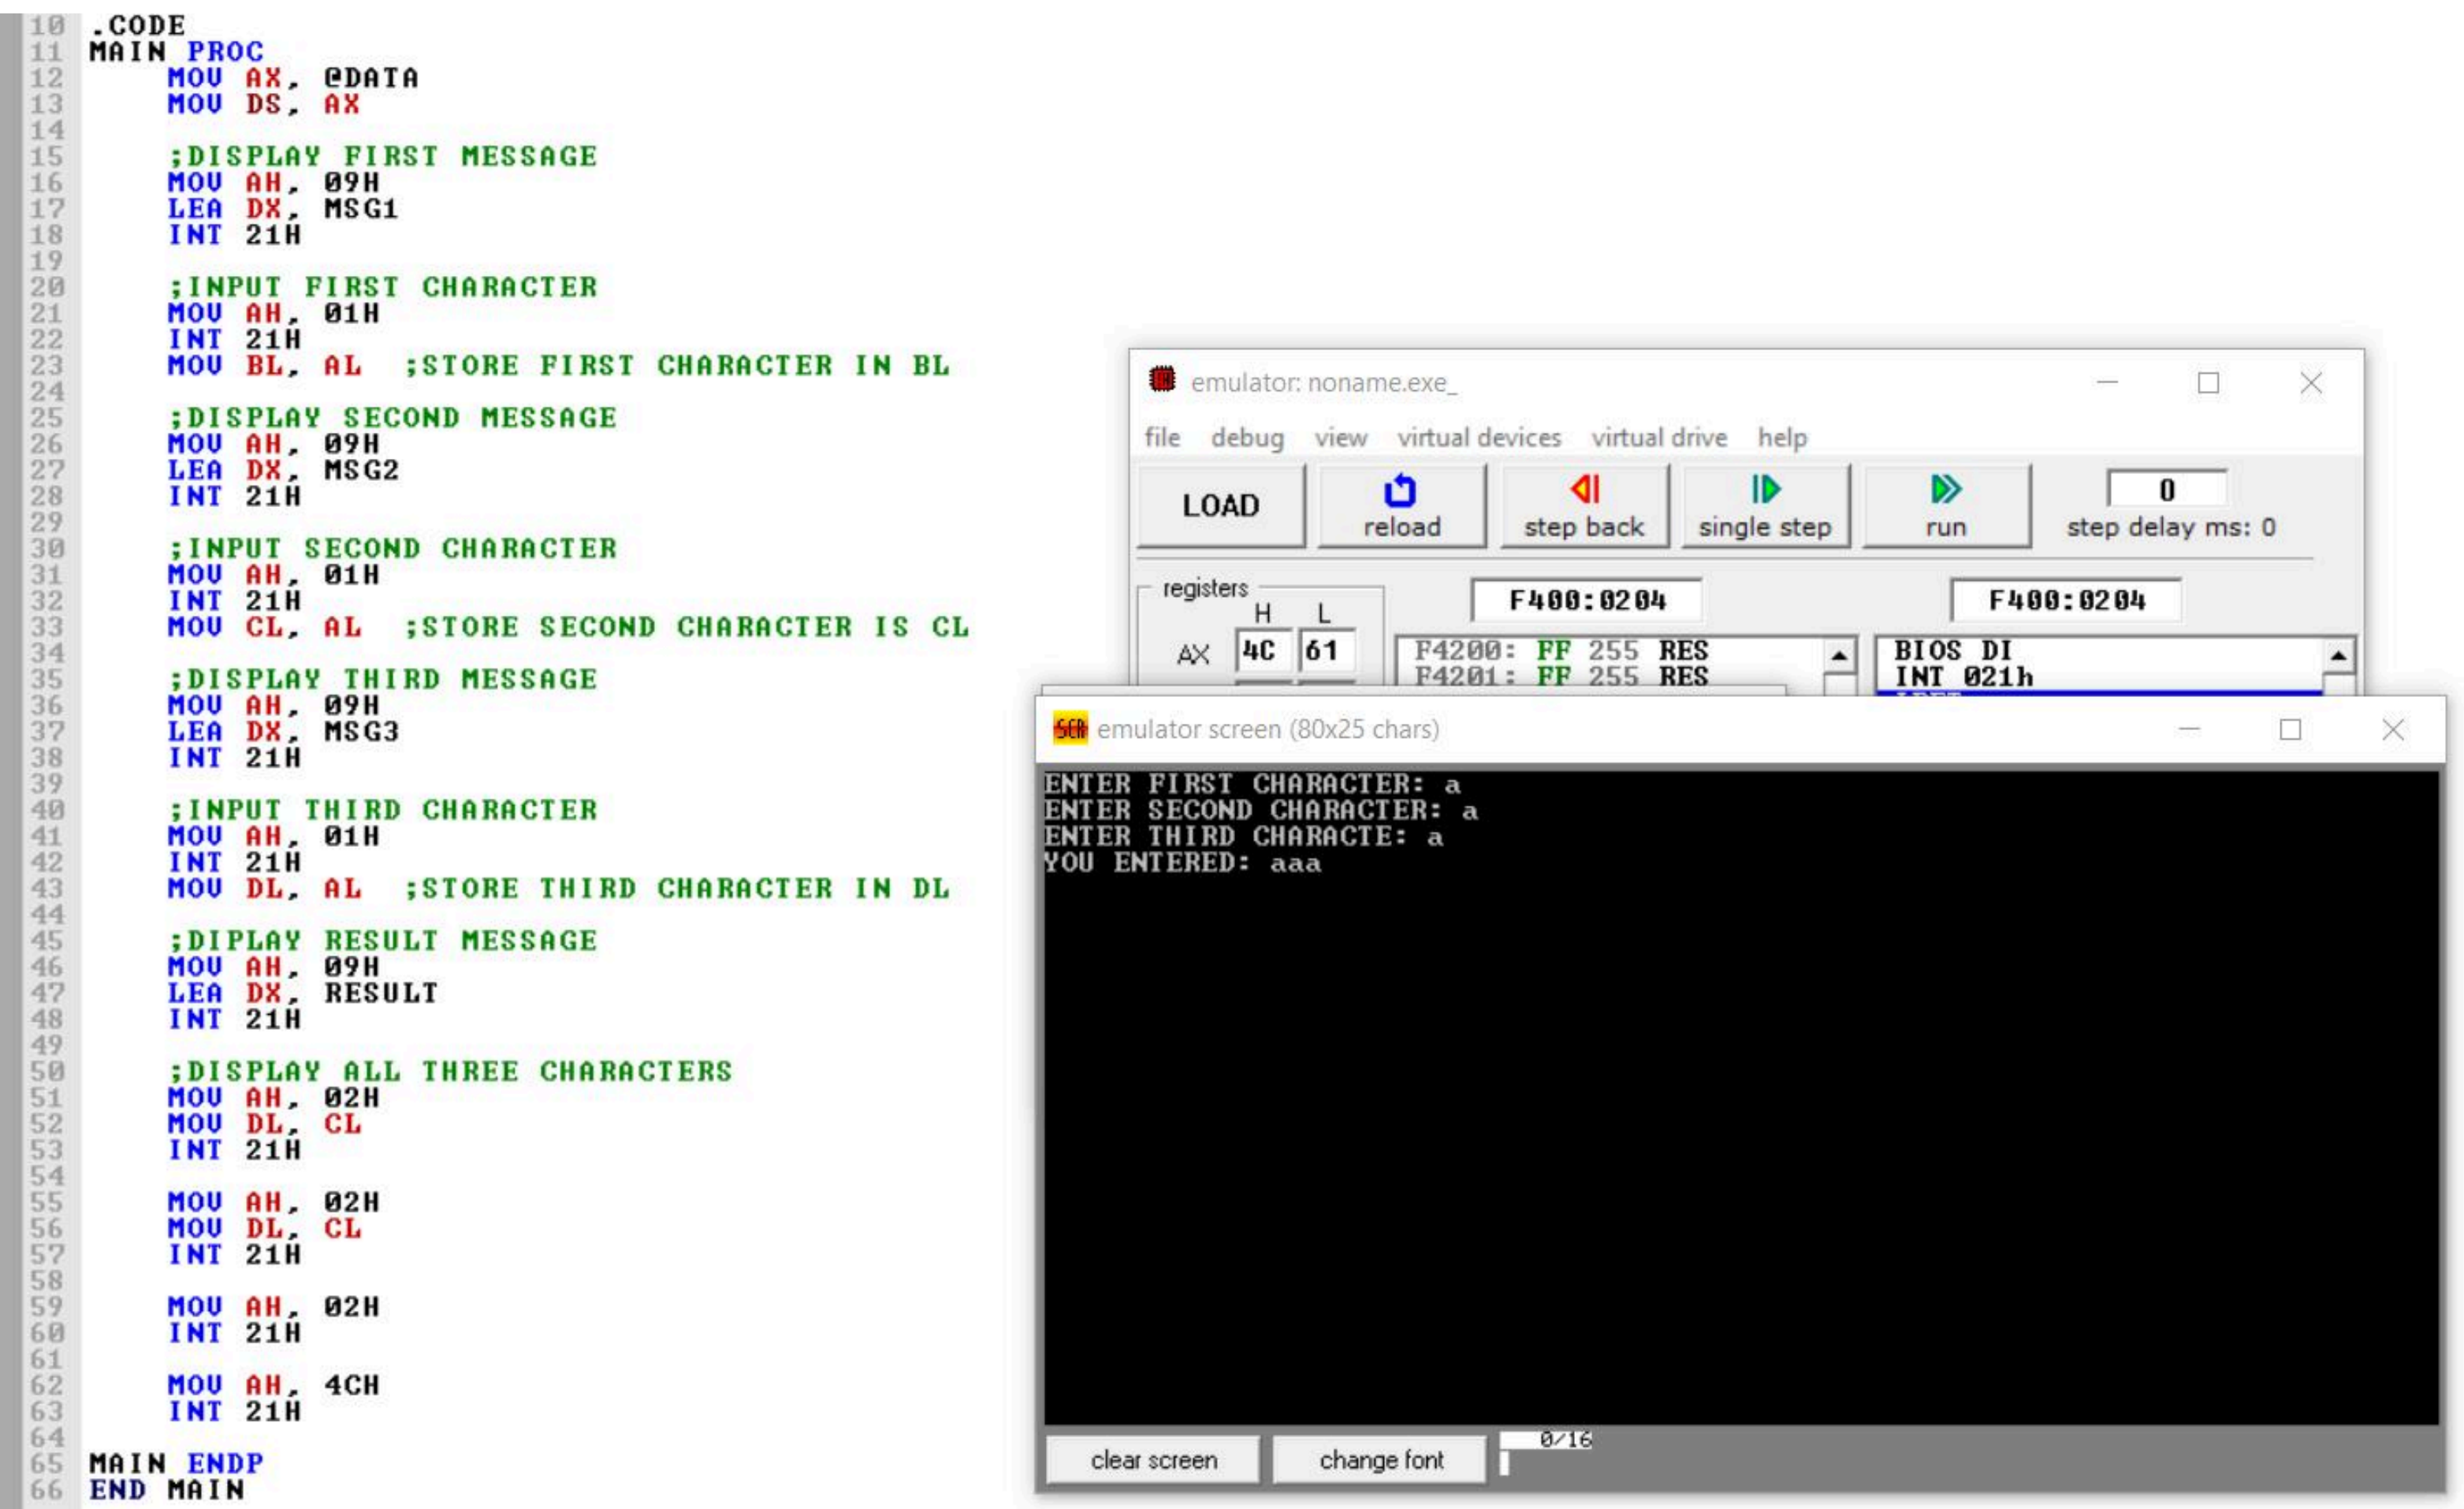 10 .CODE
11 MAIN PROC
12 MOV AX, @DATA
13 MOV DS, AX
14
15 ;DISPLAY FIRST MESSAGE
16 MOV AH, 09H
17 LEA DX, MSG1
18 INT 21H
19
20 ;INPUT FIRST CHARACTER
21 MOV AH, 01H
22 INT 21H
23 MOV BL, AL ;STORE FIRST CHARACTER IN BL
24
25 ;DISPLAY SECOND MESSAGE
26 MOV AH, 09H
27 LEA DX, MSG2
28 INT 21H
29
30 ;INPUT SECOND CHARACTER
31 MOV AH, 01H
32 INT 21H
33 MOV CL, AL ;STORE SECOND CHARACTER IS CL
34
35 ;DISPLAY THIRD MESSAGE
36 MOV AH, 09H
37 LEA DX, MSG3
38 INT 21H
39
40 ;INPUT THIRD CHARACTER
41 MOV AH, 01H
42 INT 21H
43 MOV DL, AL ;STORE THIRD CHARACTER IN DL
44
45 ;DIPLAY RESULT MESSAGE
46 MOV AH, 09H
47 LEA DX, RESULT
48 INT 21H
49
50 ;DISPLAY ALL THREE CHARACTERS
51 MOV AH, 02H
52 MOV DL, CL
53 INT 21H
54
55 MOV AH, 02H
56 MOV DL, CL
57 INT 21H
58
59 MOV AH, 02H
60 INT 21H
61
62 MOV AH, 4CH
63 INT 21H
64
65 MAIN ENDP
66 END MAIN
emulator: noname.exe_
file debug view virtual devices virtual drive help
LOAD reload step back single step run 0
step delay ms: 0
registers F400:0204 F400:0204
H L
AX 4C 61
F4200: FF 255 RES
F4201: FF 255 RES
BIOS DI
INT 021h
SCR emulator screen (80x25 chars)
ENTER FIRST CHARACTER: a
ENTER SECOND CHARACTER: a
ENTER THIRD CHARACTE: a
YOU ENTERED: aaa
clear screen change font 0/16